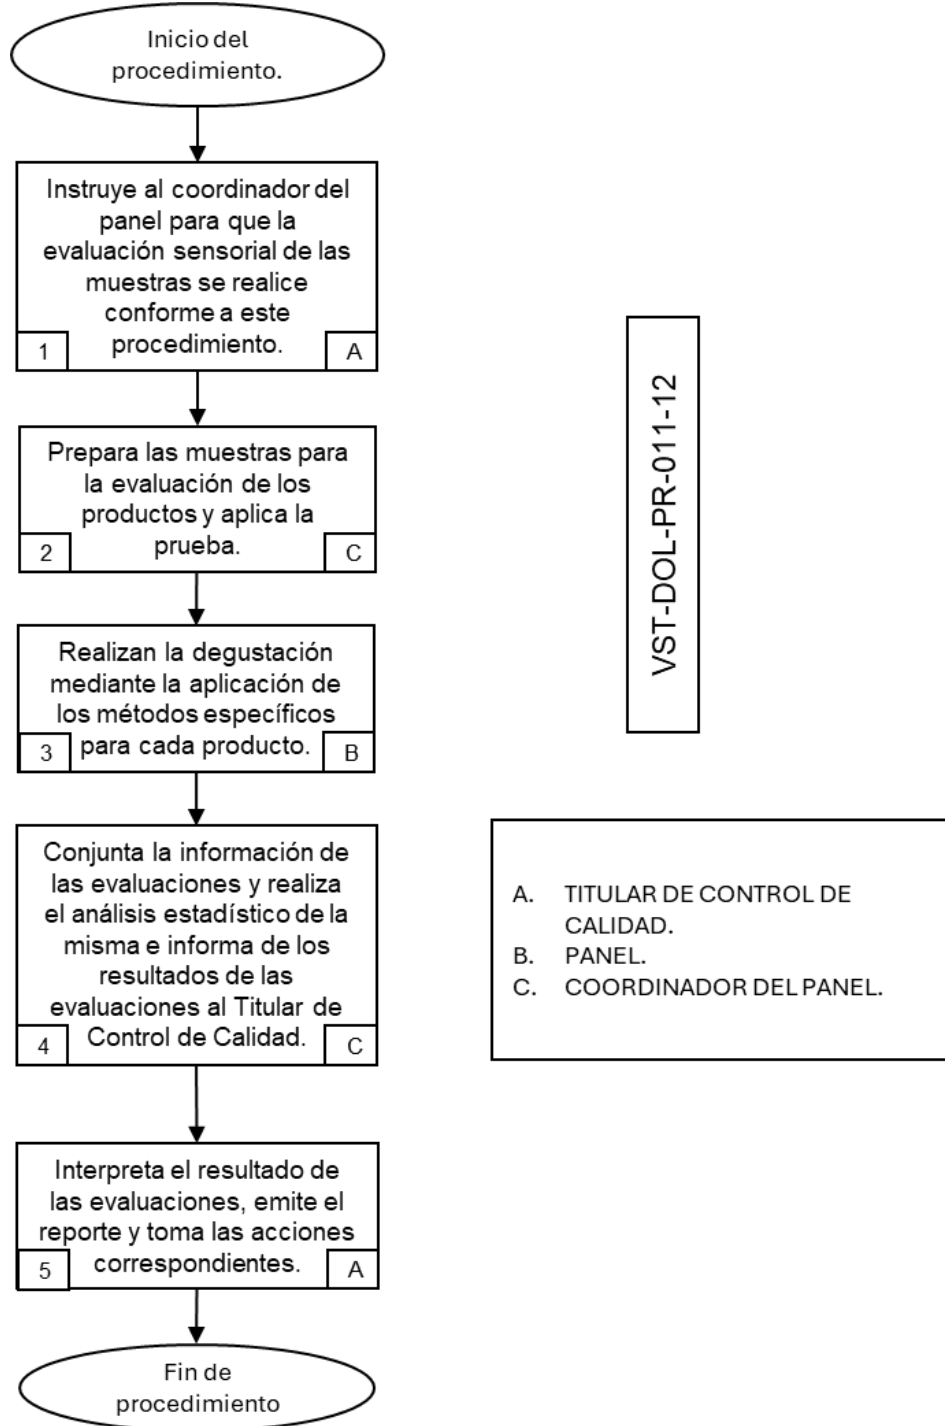 Inicio del
procedimiento.
Instruye al coordinador del
panel para que la
evaluación sensorial de las
muestras se realice
conforme a este
procedimiento.
1
A
Prepara las muestras para
la evaluación de los
productos y aplica la
prueba.
2
C
Realizan la degustación
mediante la aplicación de
los métodos específicos
para cada producto.
3
B
Conjunta la información de
las evaluaciones y realiza
el análisis estadístico de la
misma e informa de los
resultados de las
evaluaciones al Titular de
Control de Calidad.
4
C
Interpreta el resultado de
las evaluaciones, emite el
reporte y toma las acciones
correspondientes.
5
A
Fin de
procedimiento
VST-DOL-PR-011-12
A. TITULAR DE CONTROL DE
CALIDAD.
B. PANEL.
C. COORDINADOR DEL PANEL.